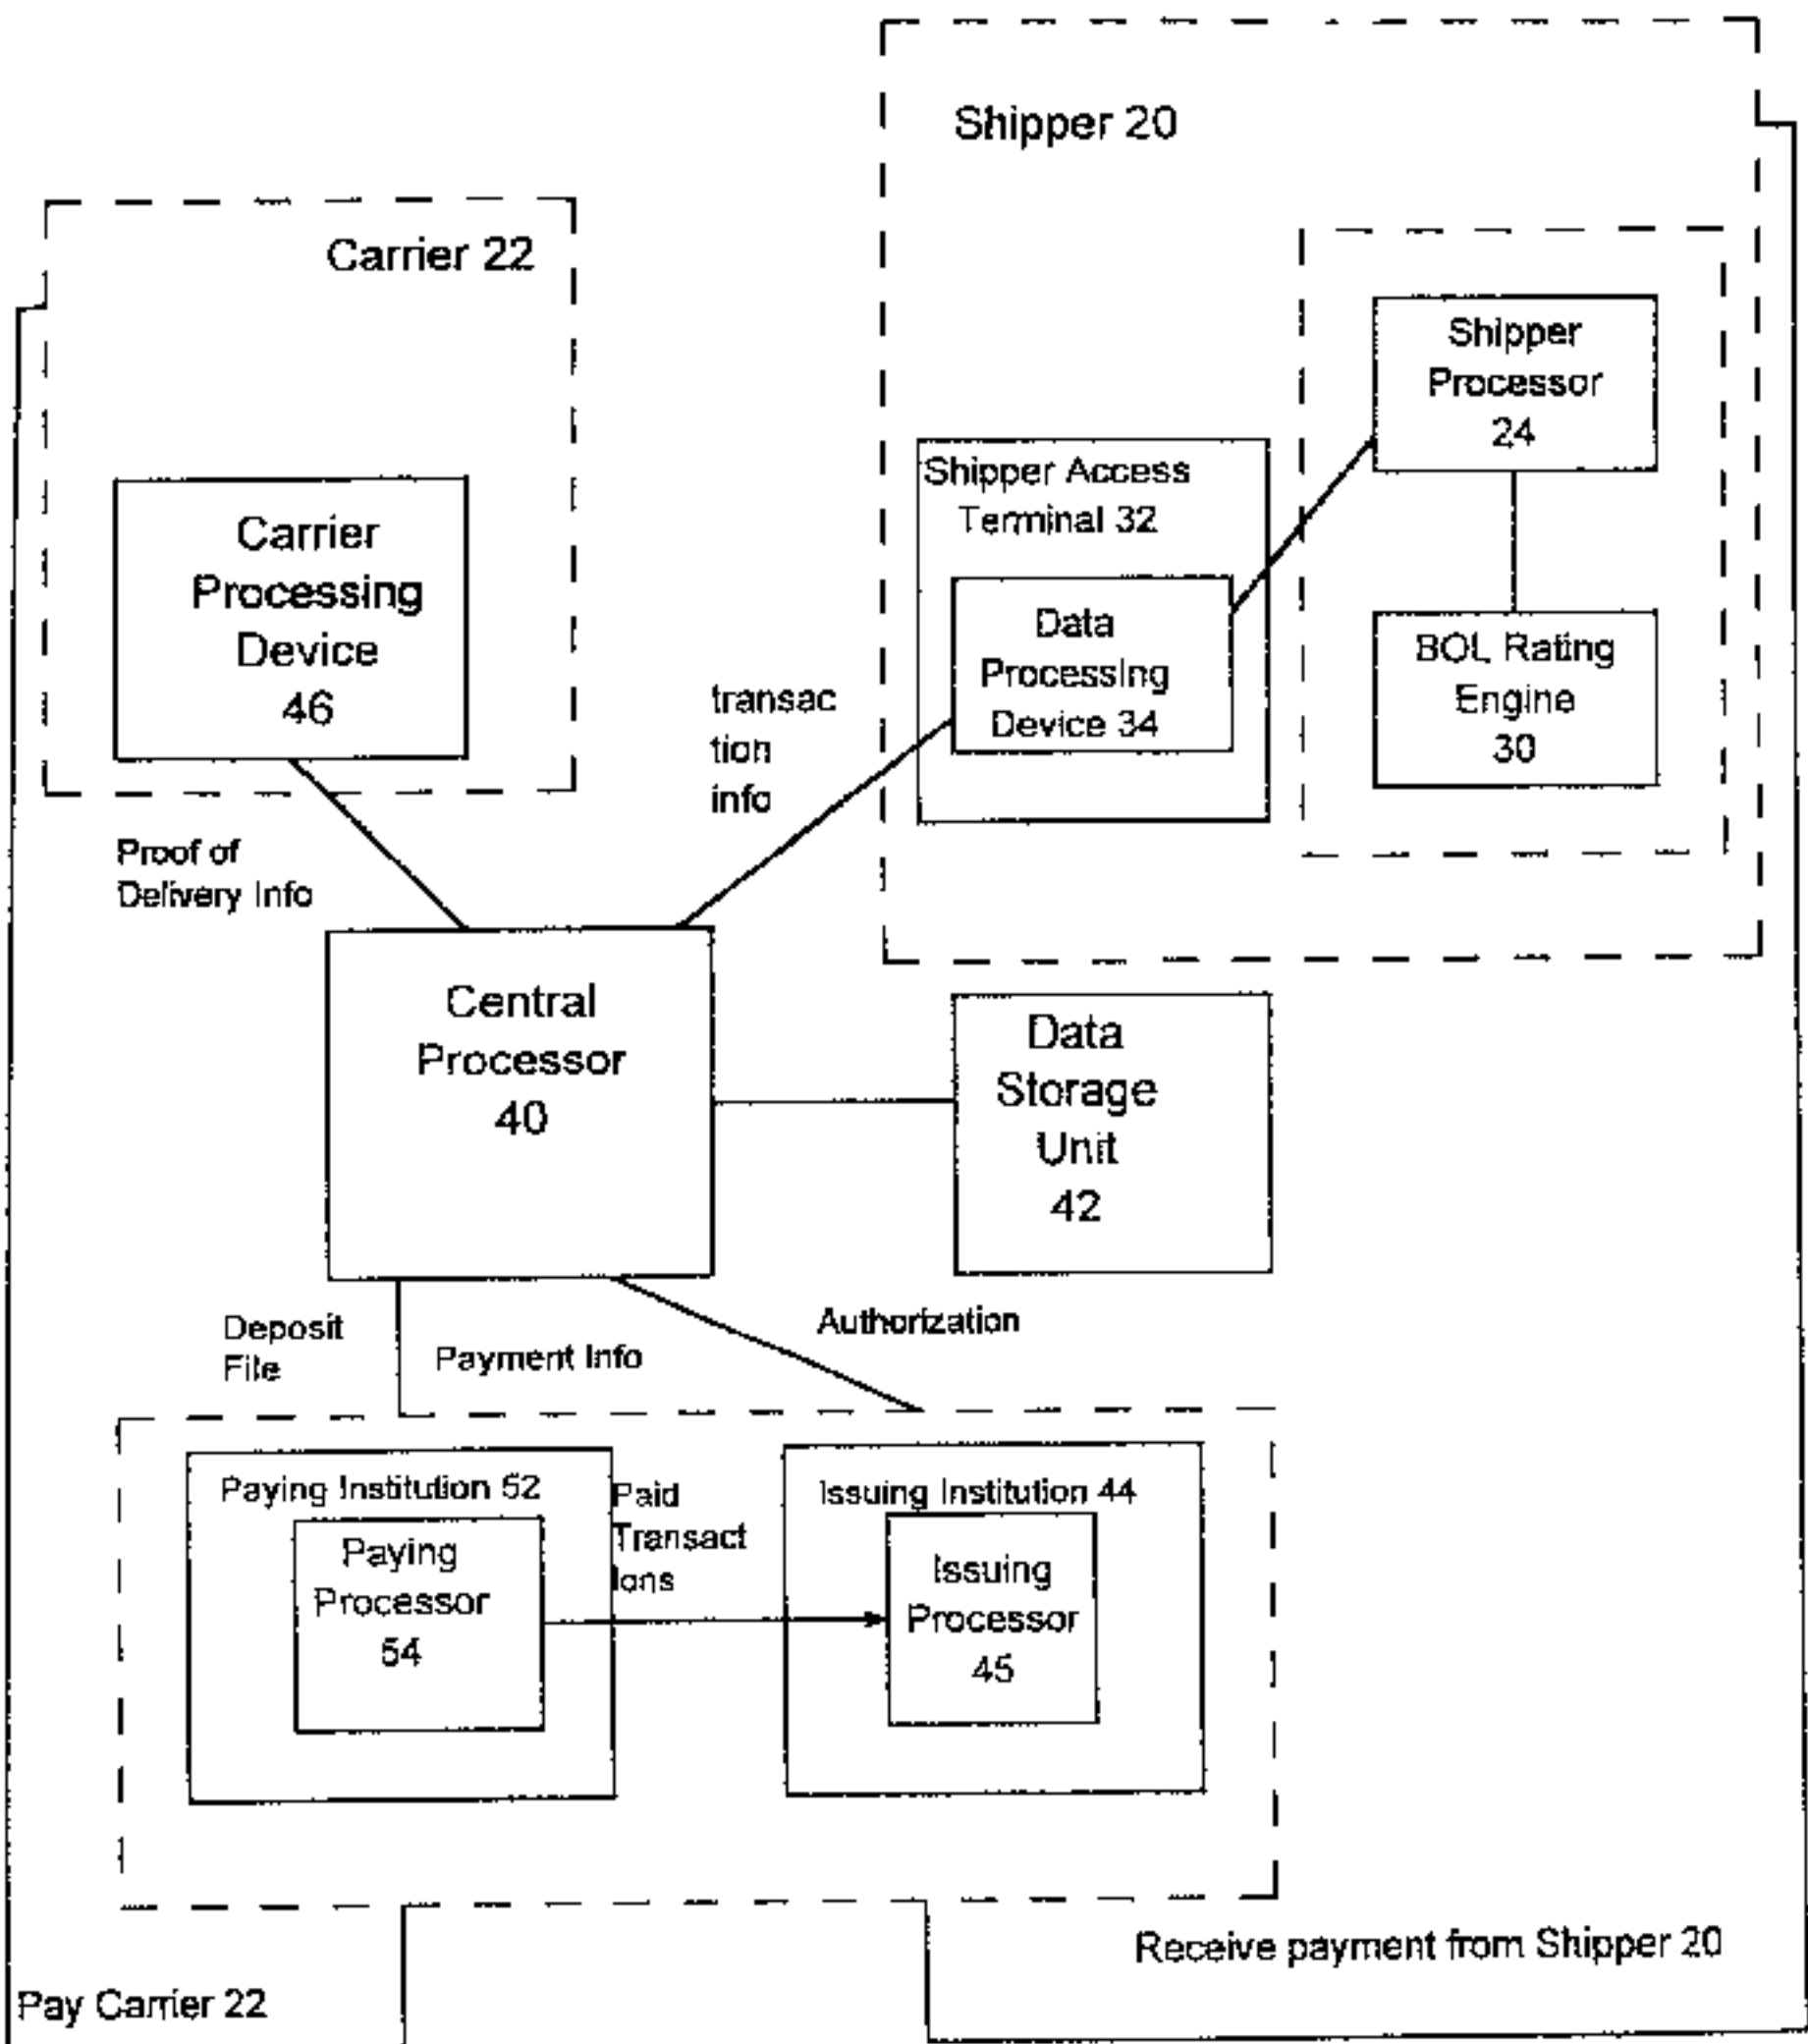 Shipper 20
Carrier 22
Shipper
Processor
24
Shipper Access
Terminal 32
Carrier
Processing
Device
46
Data
Processing
Device 34
BOL Rating
Engine
30
transac
tion
info
Proof of
Delivery Info
Central
Processor
40
Data
Storage
Unit
42
Deposit
File
Payment Info
Authorization
Paying Institution 52
Paid
Transact
ions
Issuing Institution 44
Paying
Processor
54
Issuing
Processor
45
Receive payment from Shipper 20
Pay Carrier 22